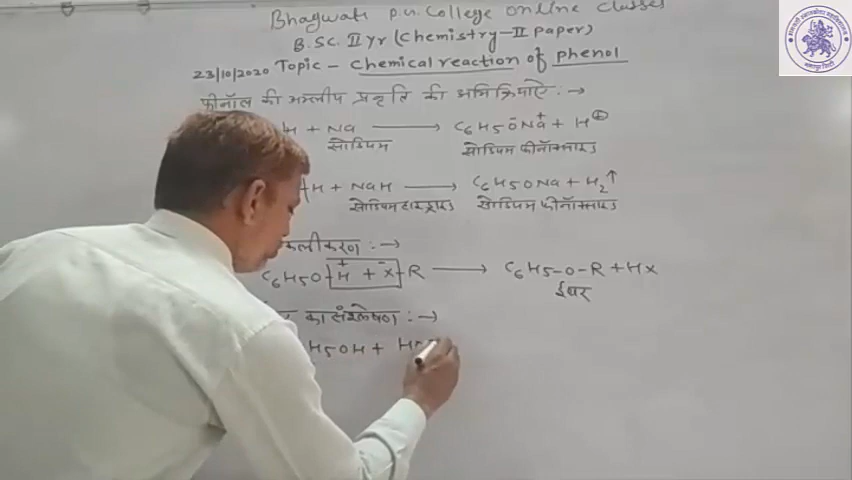 Bhagwati P.G. College Online Classes
B.SC. II yr (Chemistry-II Paper)
23/10/2020 Topic - Chemical reaction of phenol
फीनॉल की अम्लीय प्रकृति की अभिक्रियाऐं :→
H + Na ⟶ C6H5ŌNa⁺ + H⊕
सोडियम सोडियम फीनॉक्साइड
H + NaH ⟶ C6H5ONa + H2↑
सोडियम हाइड्राइड सोडियम फीनॉक्साइड
:→
C6H5O H⁺ + X⁻ R ⟶ C6H5-O-R + HX
ईथर
का संश्लेषण :→
H5OH +